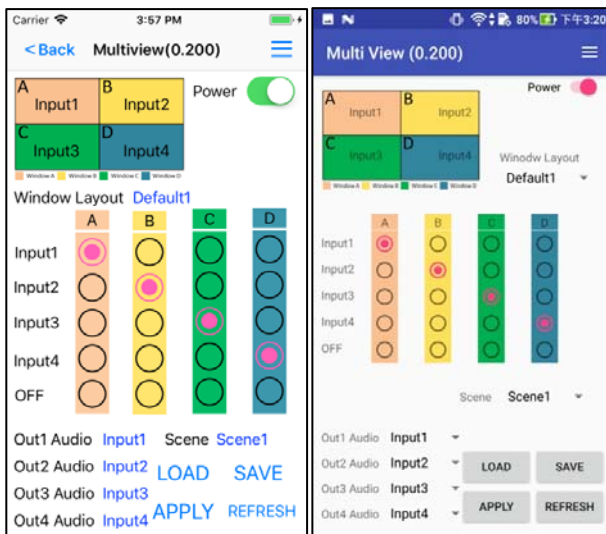 Carrier 3:57 PM
< Back Multiview(0.200)
A Input1 B Input2 Power
C Input3 D Input4
Window A Window B Window C Window D
Window Layout Default1
A B C D
Input1
Input2
Input3
Input4
OFF
Out1 Audio Input1 Scene Scene1
Out2 Audio Input2 LOAD SAVE
Out3 Audio Input3
Out4 Audio Input4 APPLY REFRESH
N 80% 下午3:20
Multi View (0.200)
Power
A Input1 B Input2
C Input3 D Input4
Winodw Layout
Default1
Window A Window B Window C Window D
A B C D
Input1
Input2
Input3
Input4
OFF
Scene Scene1
Out1 Audio Input1
Out2 Audio Input2 LOAD SAVE
Out3 Audio Input3
Out4 Audio Input4 APPLY REFRESH